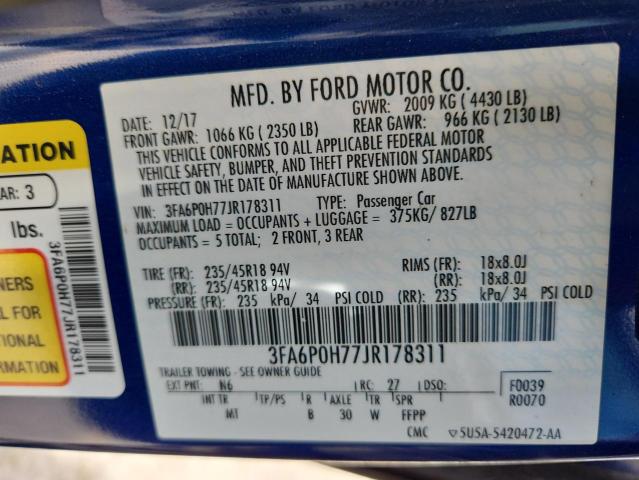 MFD. BY FORD MOTOR CO.
DATE: 12/17 GVWR: 2009 KG ( 4430 LB)
FRONT GAWR: 1066 KG ( 2350 LB) REAR GAWR: 966 KG ( 2130 LB)
THIS VEHICLE CONFORMS TO ALL APPLICABLE FEDERAL MOTOR
VEHICLE SAFETY, BUMPER, AND THEFT PREVENTION STANDARDS
IN EFFECT ON THE DATE OF MANUFACTURE SHOWN ABOVE.
VIN: 3FA6P0H77JR178311 TYPE: Passenger Car
MAXIMUM LOAD = OCCUPANTS + LUGGAGE = 375KG/ 827LB
OCCUPANTS = 5 TOTAL; 2 FRONT, 3 REAR
TIRE (FR): 235/45R18 94V RIMS (FR): 18x8.0J
(RR): 235/45R18 94V (RR): 18x8.0J
PRESSURE (FR): 235 kPa/ 34 PSI COLD (RR): 235 kPa/ 34 PSI COLD
3FA6P0H77JR178311
TRAILER TOWING - SEE OWNER GUIDE
EXT PNT: N6 RC: 27 DSO: F0039
INT TR TP/PS R AXLE TR SPR R0070
MT B 30 W FFPP
CMC 5U5A-5420472-AA
ATION
AR: 3
lbs.
NERS
AL FOR
TIONAL
RMATION
3FA6P0H77JR178311